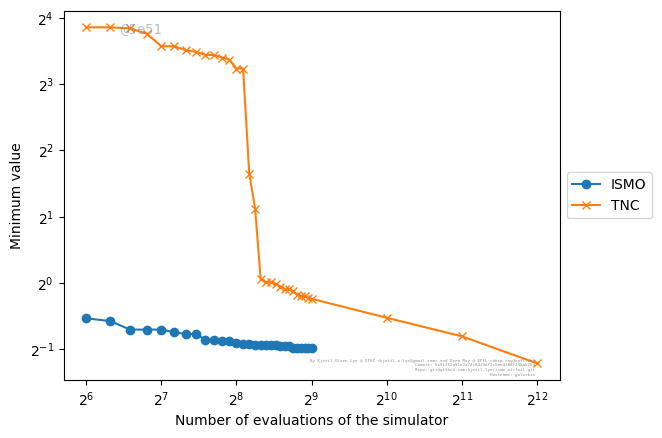 2^4
@5e51
2^3
2^2
2^1
2^0
2^-1
Minimum value
ISMO
TNC
2^6 2^7 2^8 2^9 2^10 2^11 2^12
Number of evaluations of the simulator